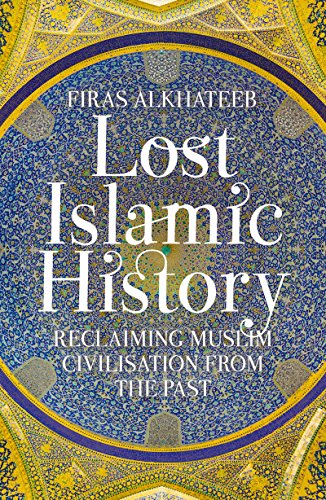 FIRAS ALKHATEEB
Lost
Islamic
History
RECLAIMING MUSLIM
CIVILISATION FROM
THE PAST